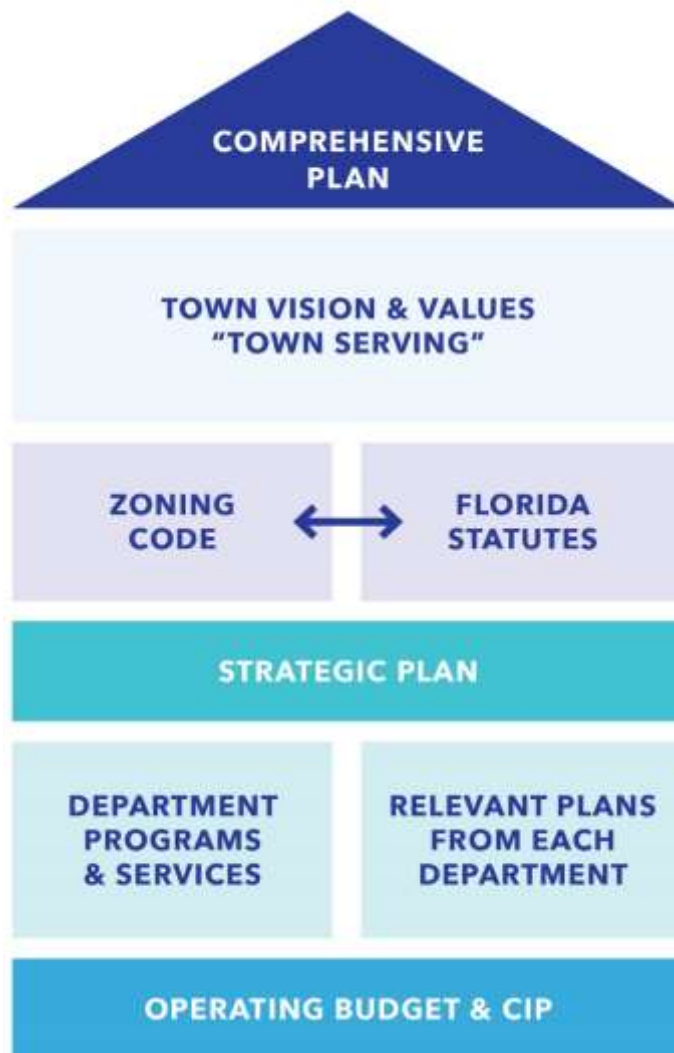 COMPREHENSIVE
PLAN
TOWN VISION & VALUES
“TOWN SERVING”
ZONING
CODE
FLORIDA
STATUTES
STRATEGIC PLAN
DEPARTMENT
PROGRAMS
& SERVICES
RELEVANT PLANS
FROM EACH
DEPARTMENT
OPERATING BUDGET & CIP